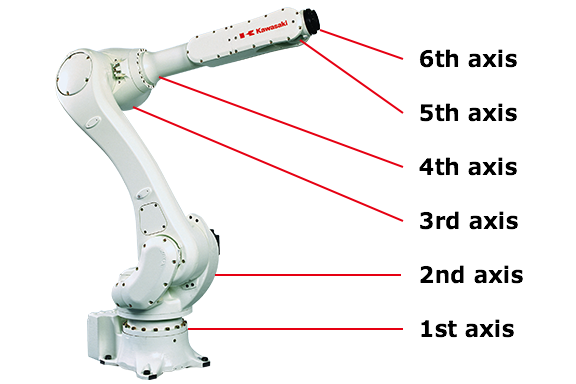 Kawasaki
6th axis
5th axis
4th axis
3rd axis
2nd axis
1st axis